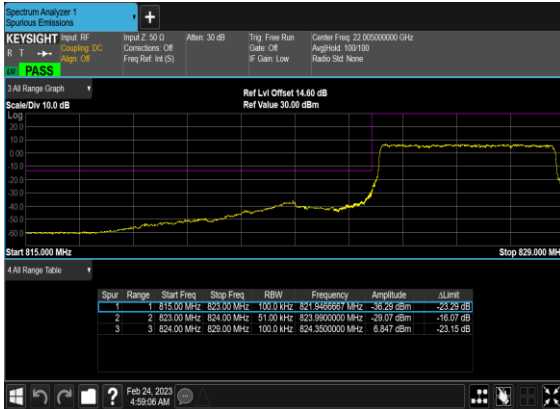 Spectrum Analyzer 1
Spurious Emissions
+
KEYSIGHT Input: RF Input Z: 50 Ω Atten: 30 dB Trig: Free Run Center Freq: 22.005000000 GHz
R T Coupling: DC Corrections: Off Gate: Off Avg|Hold: 100/100
Align: Off Freq Ref: Int (S) IF Gain: Low Radio Std: None
PASS
3 All Range Graph
Ref Lvl Offset 14.60 dB
Scale/Div 10.0 dB Ref Value 30.00 dBm
Log
20.0
10.0
0.00
-10.0
-20.0
-30.0
-40.0
-50.0
-60.0
Start 815.000 MHz Stop 829.000 MH
4 All Range Table
Spur Range Start Freq Stop Freq RBW Frequency Amplitude ΔLimit
1 1 815.00 MHz 823.00 MHz 100.0 kHz 821.9466667 MHz -36.29 dBm -23.29 dB
2 2 823.00 MHz 824.00 MHz 51.00 kHz 823.9900000 MHz -29.07 dBm -16.07 dB
3 3 824.00 MHz 829.00 MHz 100.0 kHz 824.3500000 MHz 6.847 dBm -23.15 dB
? Feb 24, 2023
4:59:06 AM